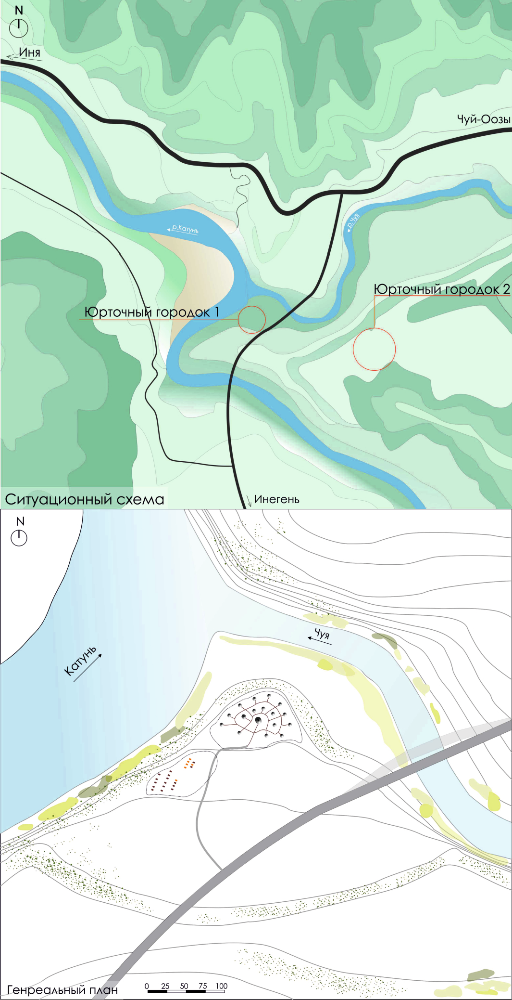 N
Иня
Чуй-Оозы
р.Катунь
р.Чуя
Юрточный городок 2
Юрточный городок 1
Ситуационный схема
Инегень
N
Чуя
Катунь
Генреальный план
0 25 50 75 100